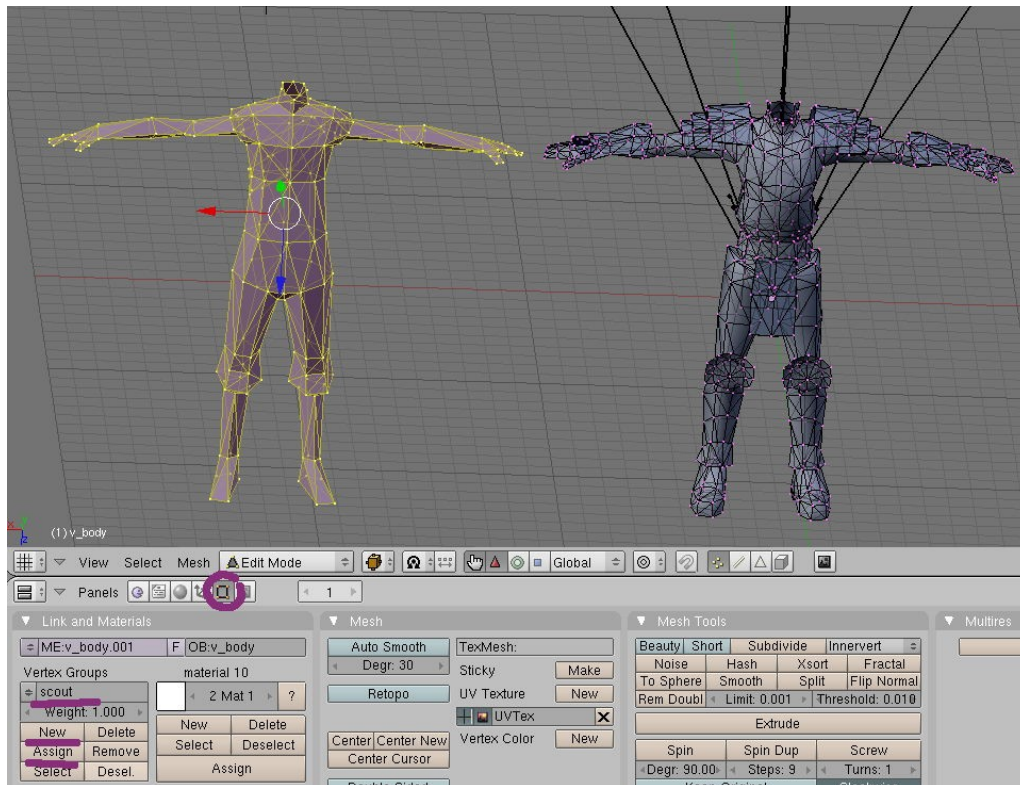 x y
z
(1) v_body
View Select Mesh Edit Mode Global
Panels 1
Link and Materials Mesh Mesh Tools Multires
ME:v_body.001 F OB:v_body
Vertex Groups
scout
Weight: 1.000
New Delete
Assign Remove
Select Desel.
material 10
2 Mat 1 ?
New Delete
Select Deselect
Assign
Auto Smooth
Degr: 30
Retopo
Center Center New
Center Cursor
TexMesh:
Sticky Make
UV Texture New
UVTex X
Vertex Color New
Beauty Short Subdivide Innervert
Noise Hash Xsort Fractal
To Sphere Smooth Split Flip Normal
Rem Doubl Limit: 0.001 Threshold: 0.010
Extrude
Spin Spin Dup Screw
Degr: 90.00 Steps: 9 Turns: 1